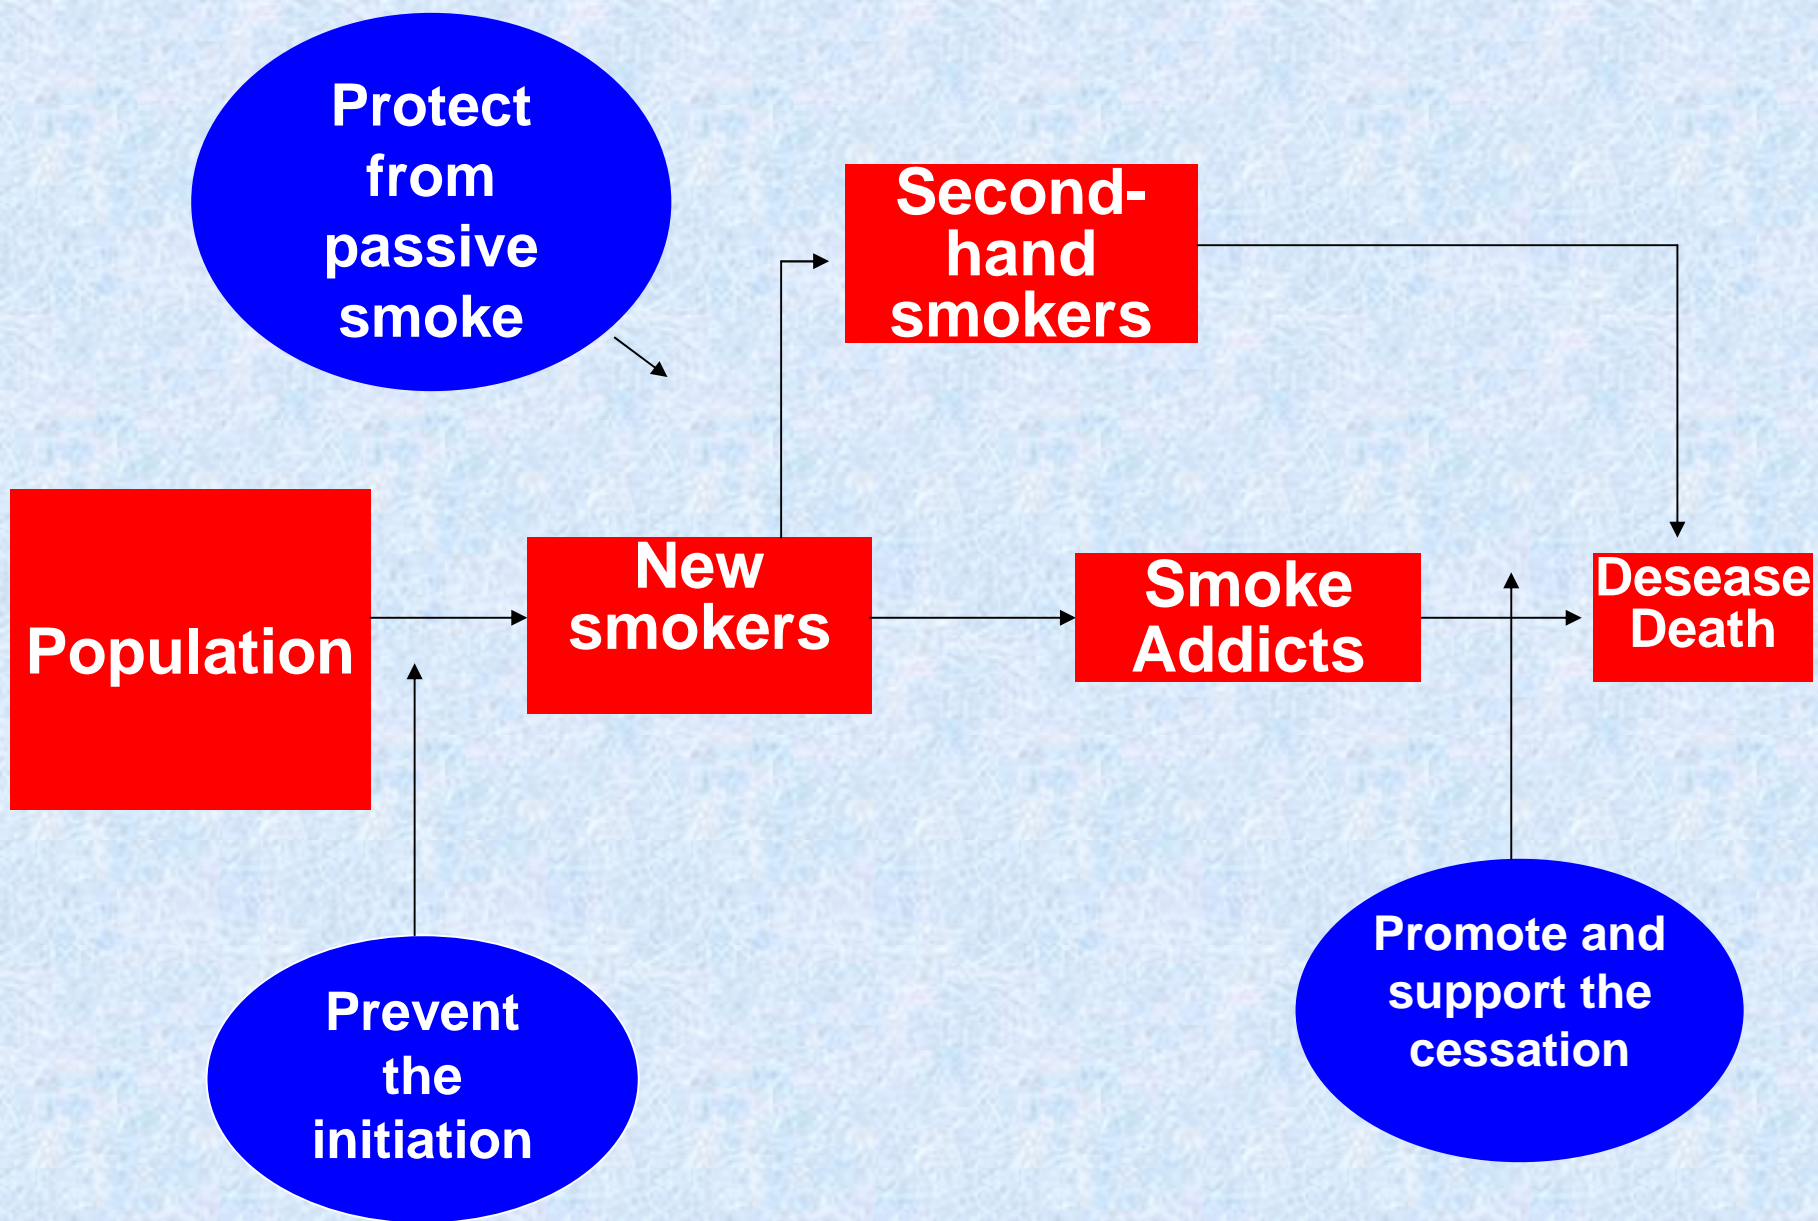 Protect
from
passive
smoke
Second-
hand
smokers
Population
New
smokers
Smoke
Addicts
Desease
Death
Prevent
the
initiation
Promote and
support the
cessation